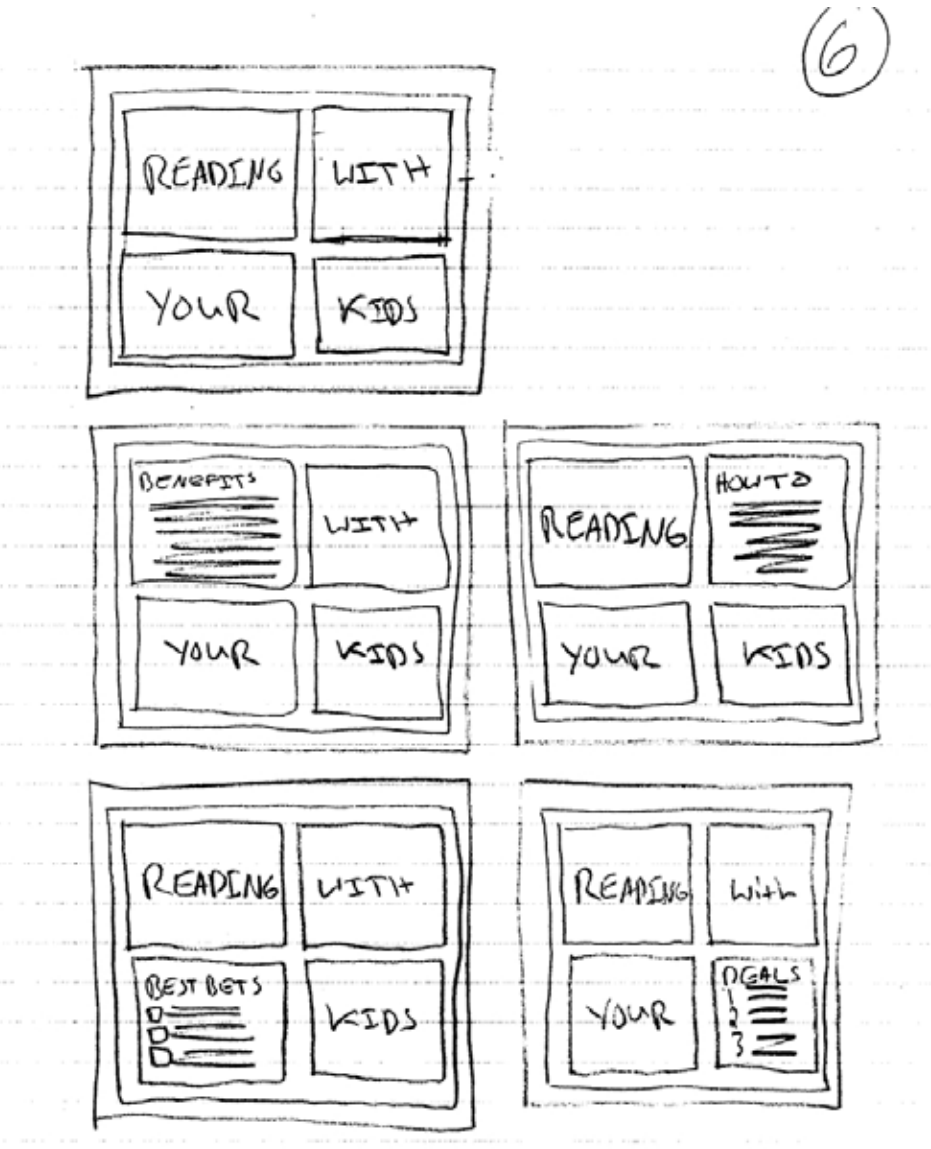 6
READING WITH
YOUR KIDS
BENEFITS
WITH
YOUR KIDS
READING
HOW TO
YOUR KIDS
READING WITH
BEST BETS
KIDS
READING with
YOUR
DEALS
1
2
3